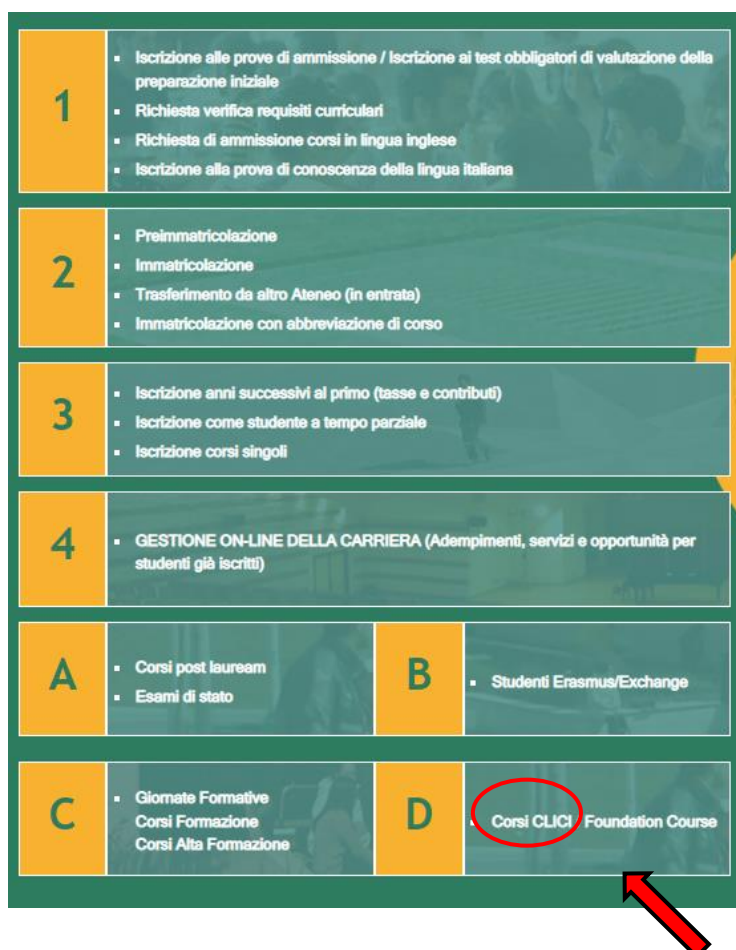 1
Iscrizione alle prove di ammissione / Iscrizione ai test obbligatori di valutazione della
preparazione iniziale
Richiesta verifica requisiti curriculari
Richiesta di ammissione corsi in lingua inglese
Iscrizione alla prova di conoscenza della lingua italiana
2
Preimmatricolazione
Immatricolazione
Trasferimento da altro Ateneo (in entrata)
Immatricolazione con abbreviazione di corso
3
Iscrizione anni successivi al primo (tasse e contributi)
Iscrizione come studente a tempo parziale
Iscrizione corsi singoli
4
GESTIONE ON-LINE DELLA CARRIERA (Adempimenti, servizi e opportunità per
studenti già iscritti)
A
Corsi post lauream
Esami di stato
B
Studenti Erasmus/Exchange
C
Giornate Formative
Corsi Formazione
Corsi Alta Formazione
D
Corsi CLICI Foundation Course